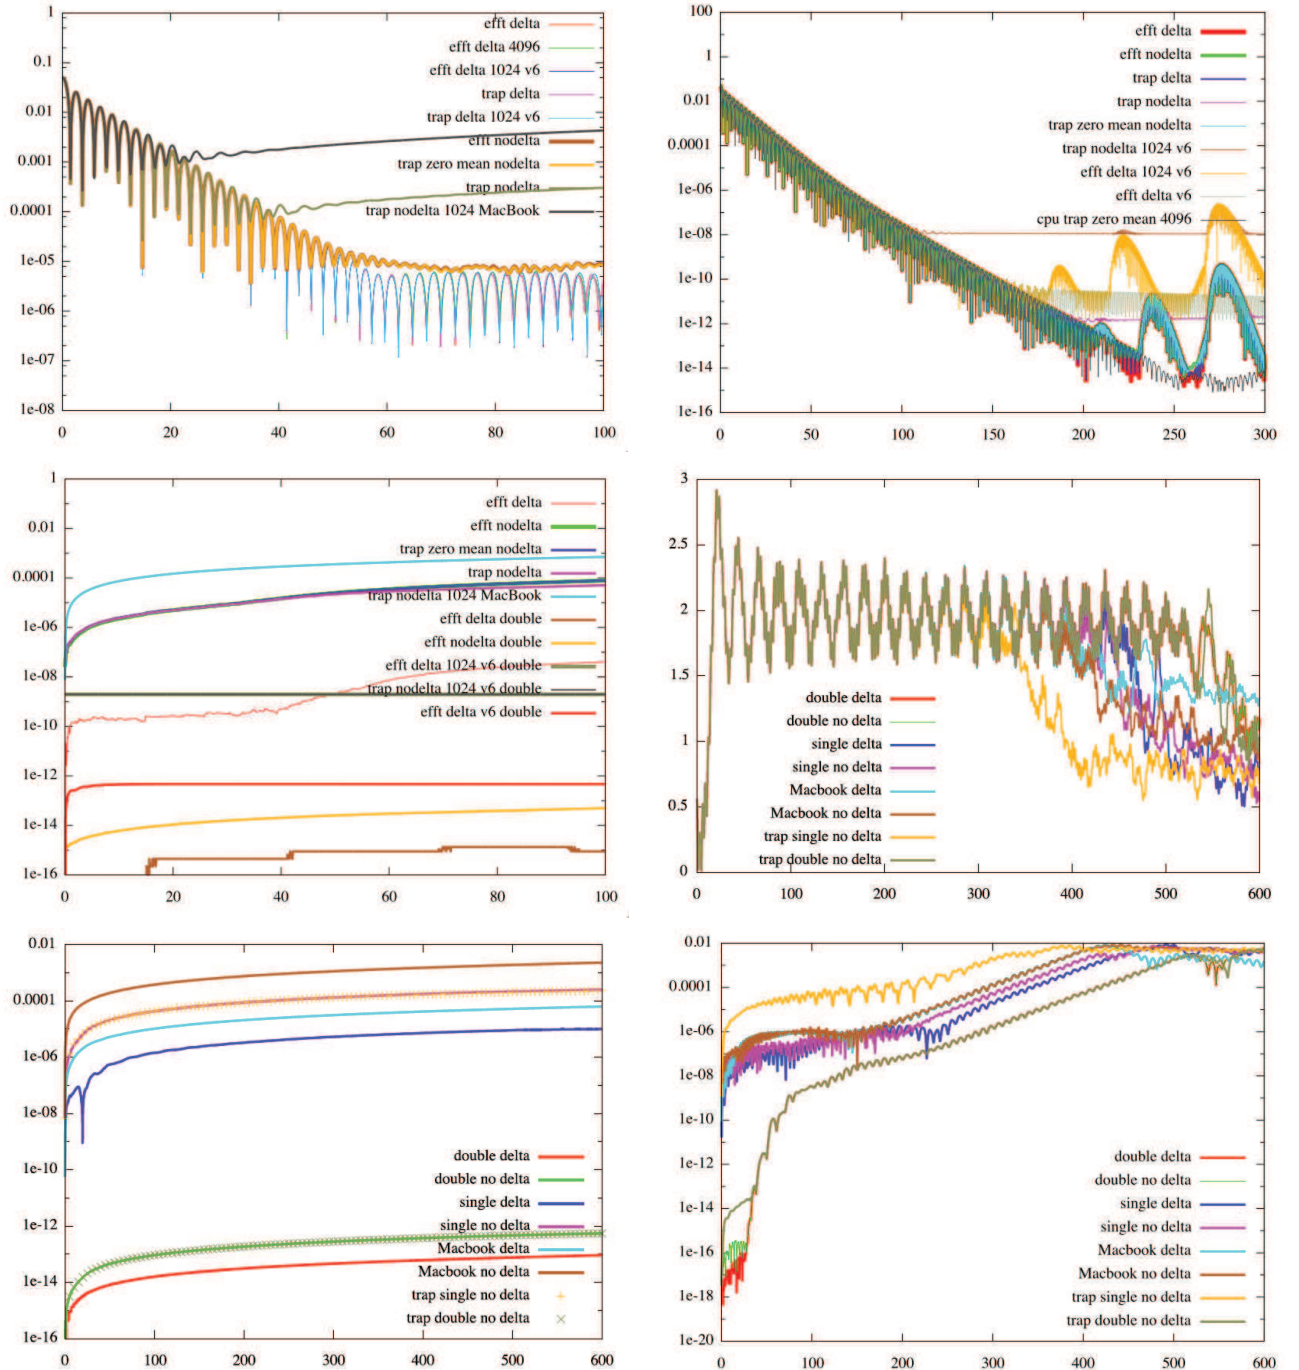 1
0.1
0.01
0.001
0.0001
1e-05
1e-06
1e-07
1e-08
0 20 40 60 80 100
efft delta
efft delta 4096
efft delta 1024 v6
trap delta
trap delta 1024 v6
efft nodelta
trap zero mean nodelta
trap nodelta
trap nodelta 1024 MacBook
100
1
0.01
0.0001
1e-06
1e-08
1e-10
1e-12
1e-14
1e-16
0 50 100 150 200 250 300
efft delta
efft nodelta
trap delta
trap nodelta
trap zero mean nodelta
trap nodelta 1024 v6
efft delta 1024 v6
efft delta v6
cpu trap zero mean 4096
1
0.01
0.0001
1e-06
1e-08
1e-10
1e-12
1e-14
1e-16
0 20 40 60 80 100
efft delta
efft nodelta
trap zero mean nodelta
trap nodelta
trap nodelta 1024 MacBook
efft delta double
efft nodelta double
efft delta 1024 v6 double
trap nodelta 1024 v6 double
efft delta v6 double
3
2.5
2
1.5
1
0.5
0
0 100 200 300 400 500 600
double delta
double no delta
single delta
single no delta
Macbook delta
Macbook no delta
trap single no delta
trap double no delta
0.01
0.0001
1e-06
1e-08
1e-10
1e-12
1e-14
1e-16
0 100 200 300 400 500 600
double delta
double no delta
single delta
single no delta
Macbook delta
Macbook no delta
trap single no delta
trap double no delta
0.01
0.0001
1e-06
1e-08
1e-10
1e-12
1e-14
1e-16
1e-18
1e-20
0 100 200 300 400 500 600
double delta
double no delta
single delta
single no delta
Macbook delta
Macbook no delta
trap single no delta
trap double no delta